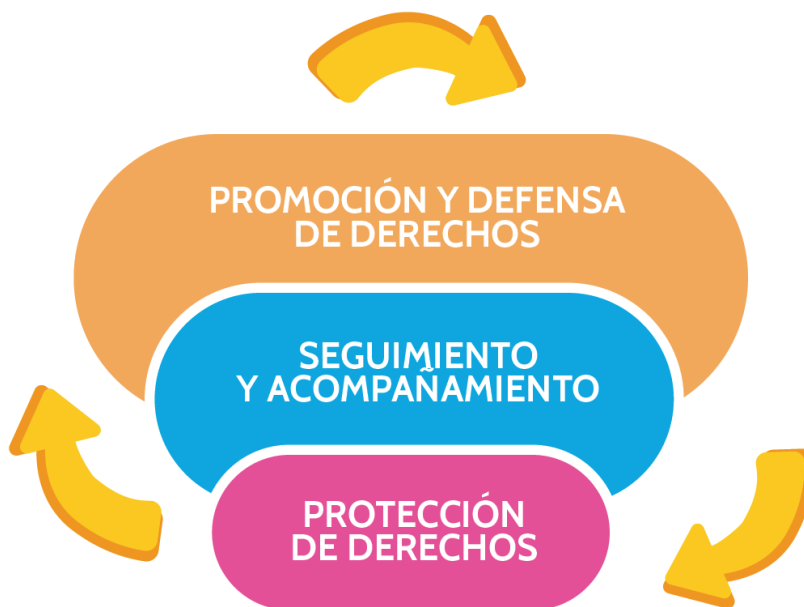 PROMOCIÓN Y DEFENSA
DE DERECHOS
SEGUIMIENTO
Y ACOMPAÑAMIENTO
PROTECCIÓN
DE DERECHOS